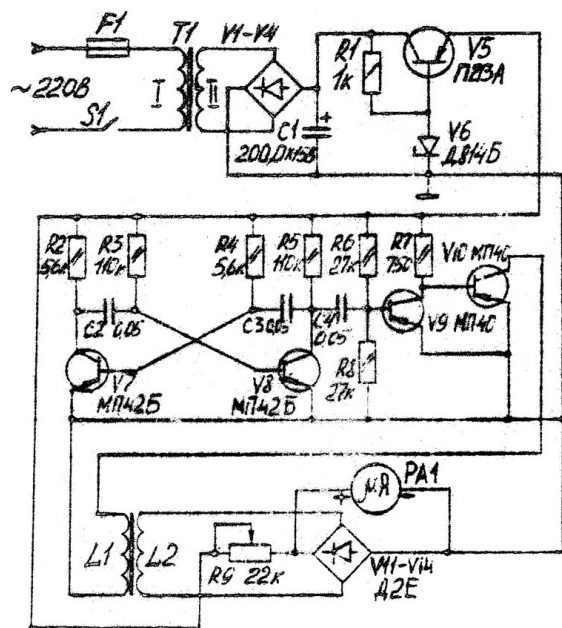 F1
T1
V1-V4
~220В
I
II
S1
R1
1к
V5
П213А
C1
+
200,0х15В
V6
Д814Б
R2
5,6к
R3
110к
R4
5,6к
R5
110к
R6
27к
R7
750
V10 МП40
C2 0,05
C3 0,05
C4
0,05
V9 МП40
V7
МП42Б
V8
МП42Б
R8
27к
L1
L2
R9 22к
μA
PA1
V11-V14
Д2Е